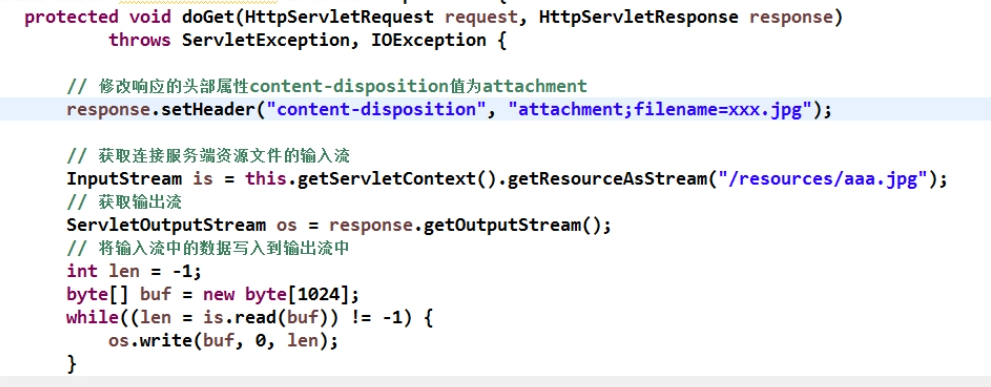 protected void doGet(HttpServletRequest request, HttpServletResponse response)
throws ServletException, IOException {
// 修改响应的头部属性content-disposition值为attachment
response.setHeader("content-disposition", "attachment;filename=xxx.jpg");
// 获取连接服务端资源文件的输入流
InputStream is = this.getServletContext().getResourceAsStream("/resources/aaa.jpg");
// 获取输出流
ServletOutputStream os = response.getOutputStream();
// 将输入流中的数据写入到输出流中
int len = -1;
byte[] buf = new byte[1024];
while((len = is.read(buf)) != -1) {
os.write(buf, 0, len);
}